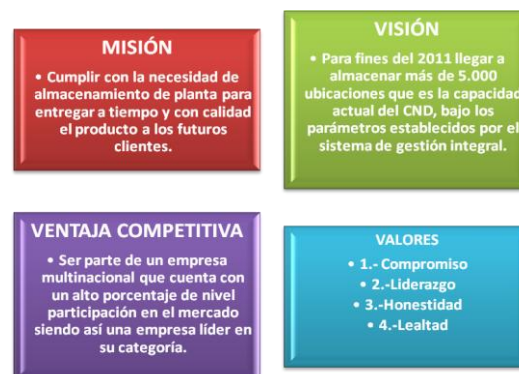 MISIÓN
• Cumplir con la necesidad de
almacenamiento de planta para
entregar a tiempo y con calidad
el producto a los futuros
clientes.
VISIÓN
• Para fines del 2011 llegar a
almacenar más de 5.000
ubicaciones que es la capacidad
actual del CND, bajo los
parámetros establecidos por el
sistema de gestión integral.
VENTAJA COMPETITIVA
• Ser parte de un empresa
multinacional que cuenta con
un alto porcentaje de nivel
participación en el mercado
siendo así una empresa líder en
su categoría.
VALORES
• 1.- Compromiso
• 2.-Liderazgo
• 3.-Honestidad
• 4.-Lealtad